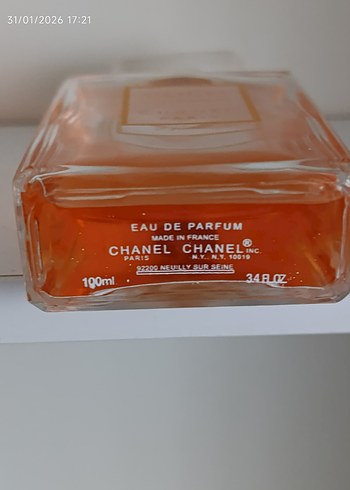 31/01/2026 17:21
EAU DE PARFUM
MADE IN FRANCE
CHANEL CHANEL® INC.
PARIS N.Y., N.Y. 10019
92200 NEUILLY SUR SEINE
100ml 3.4 Fl. OZ.